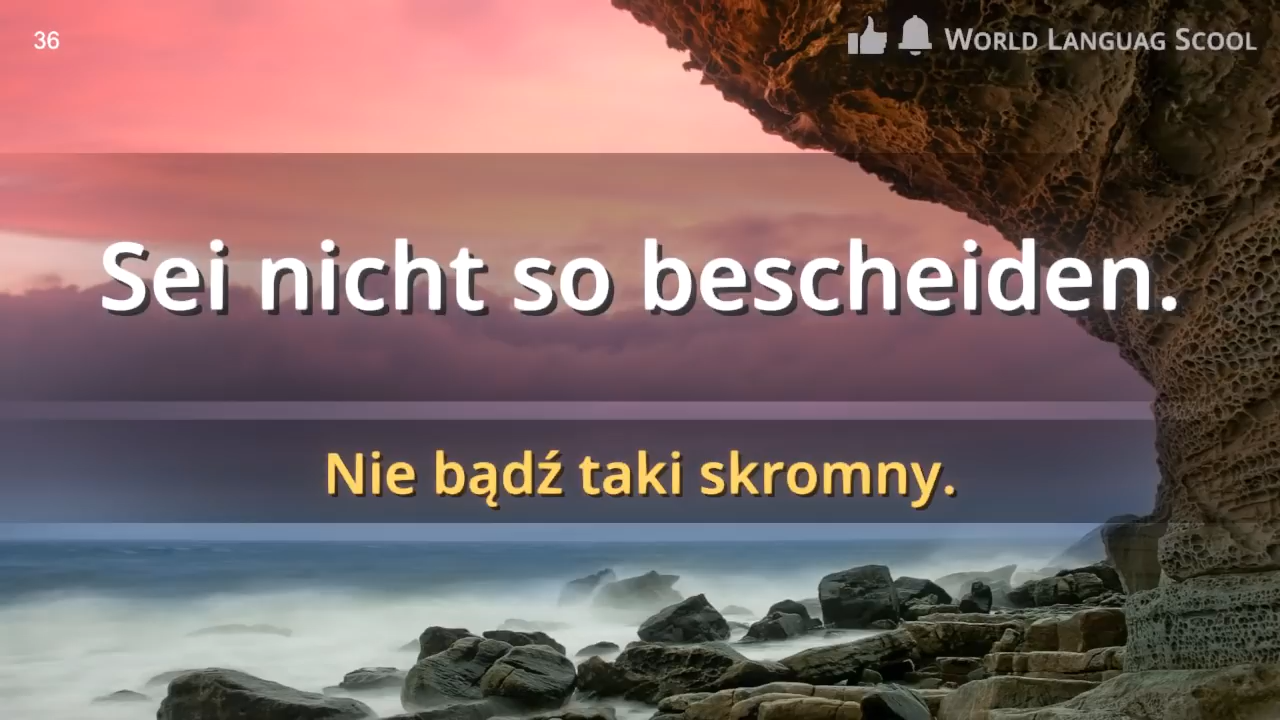 36
WORLD LANGUAG SCOOL
Sei nicht so bescheiden.
Nie bądź taki skromny.